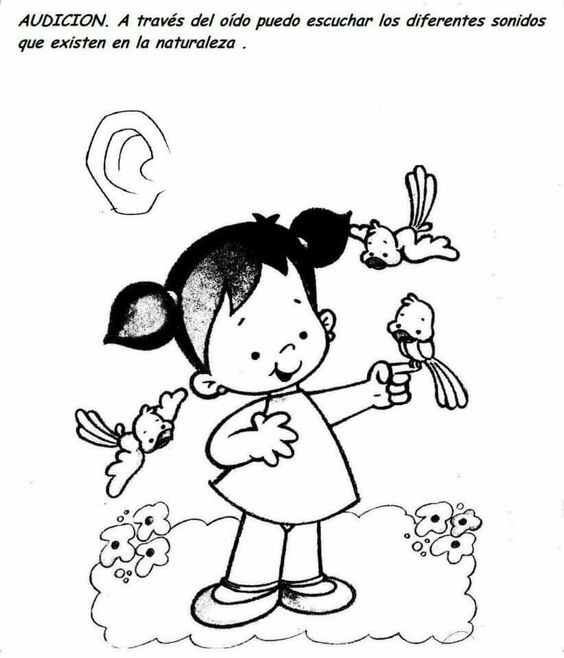 AUDICION. A través del oído puedo escuchar los diferentes sonidos
que existen en la naturaleza .